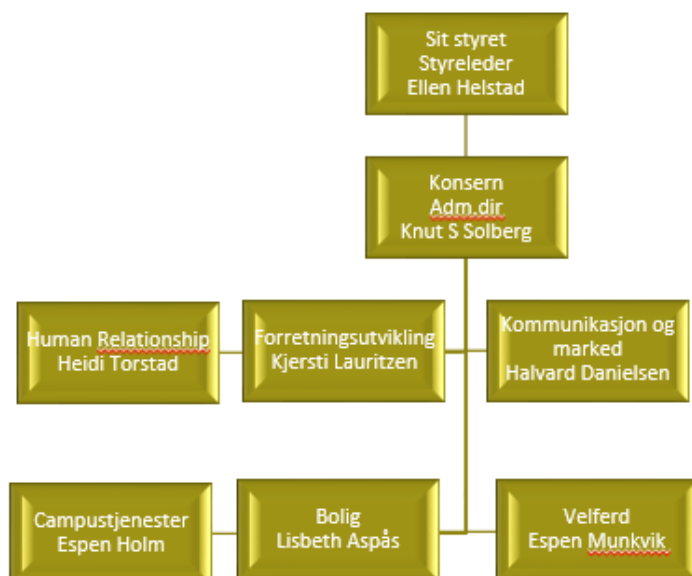 Sit styret
Styreleder
Ellen Helstad
Konsern
Adm.dir
Knut S Solberg
Human Relationship
Heidi Torstad
Forretningsutvikling
Kjersti Lauritzen
Kommunikasjon og
marked
Halvard Danielsen
Campustjenester
Espen Holm
Bolig
Lisbeth Aspås
Velferd
Espen Munkvik